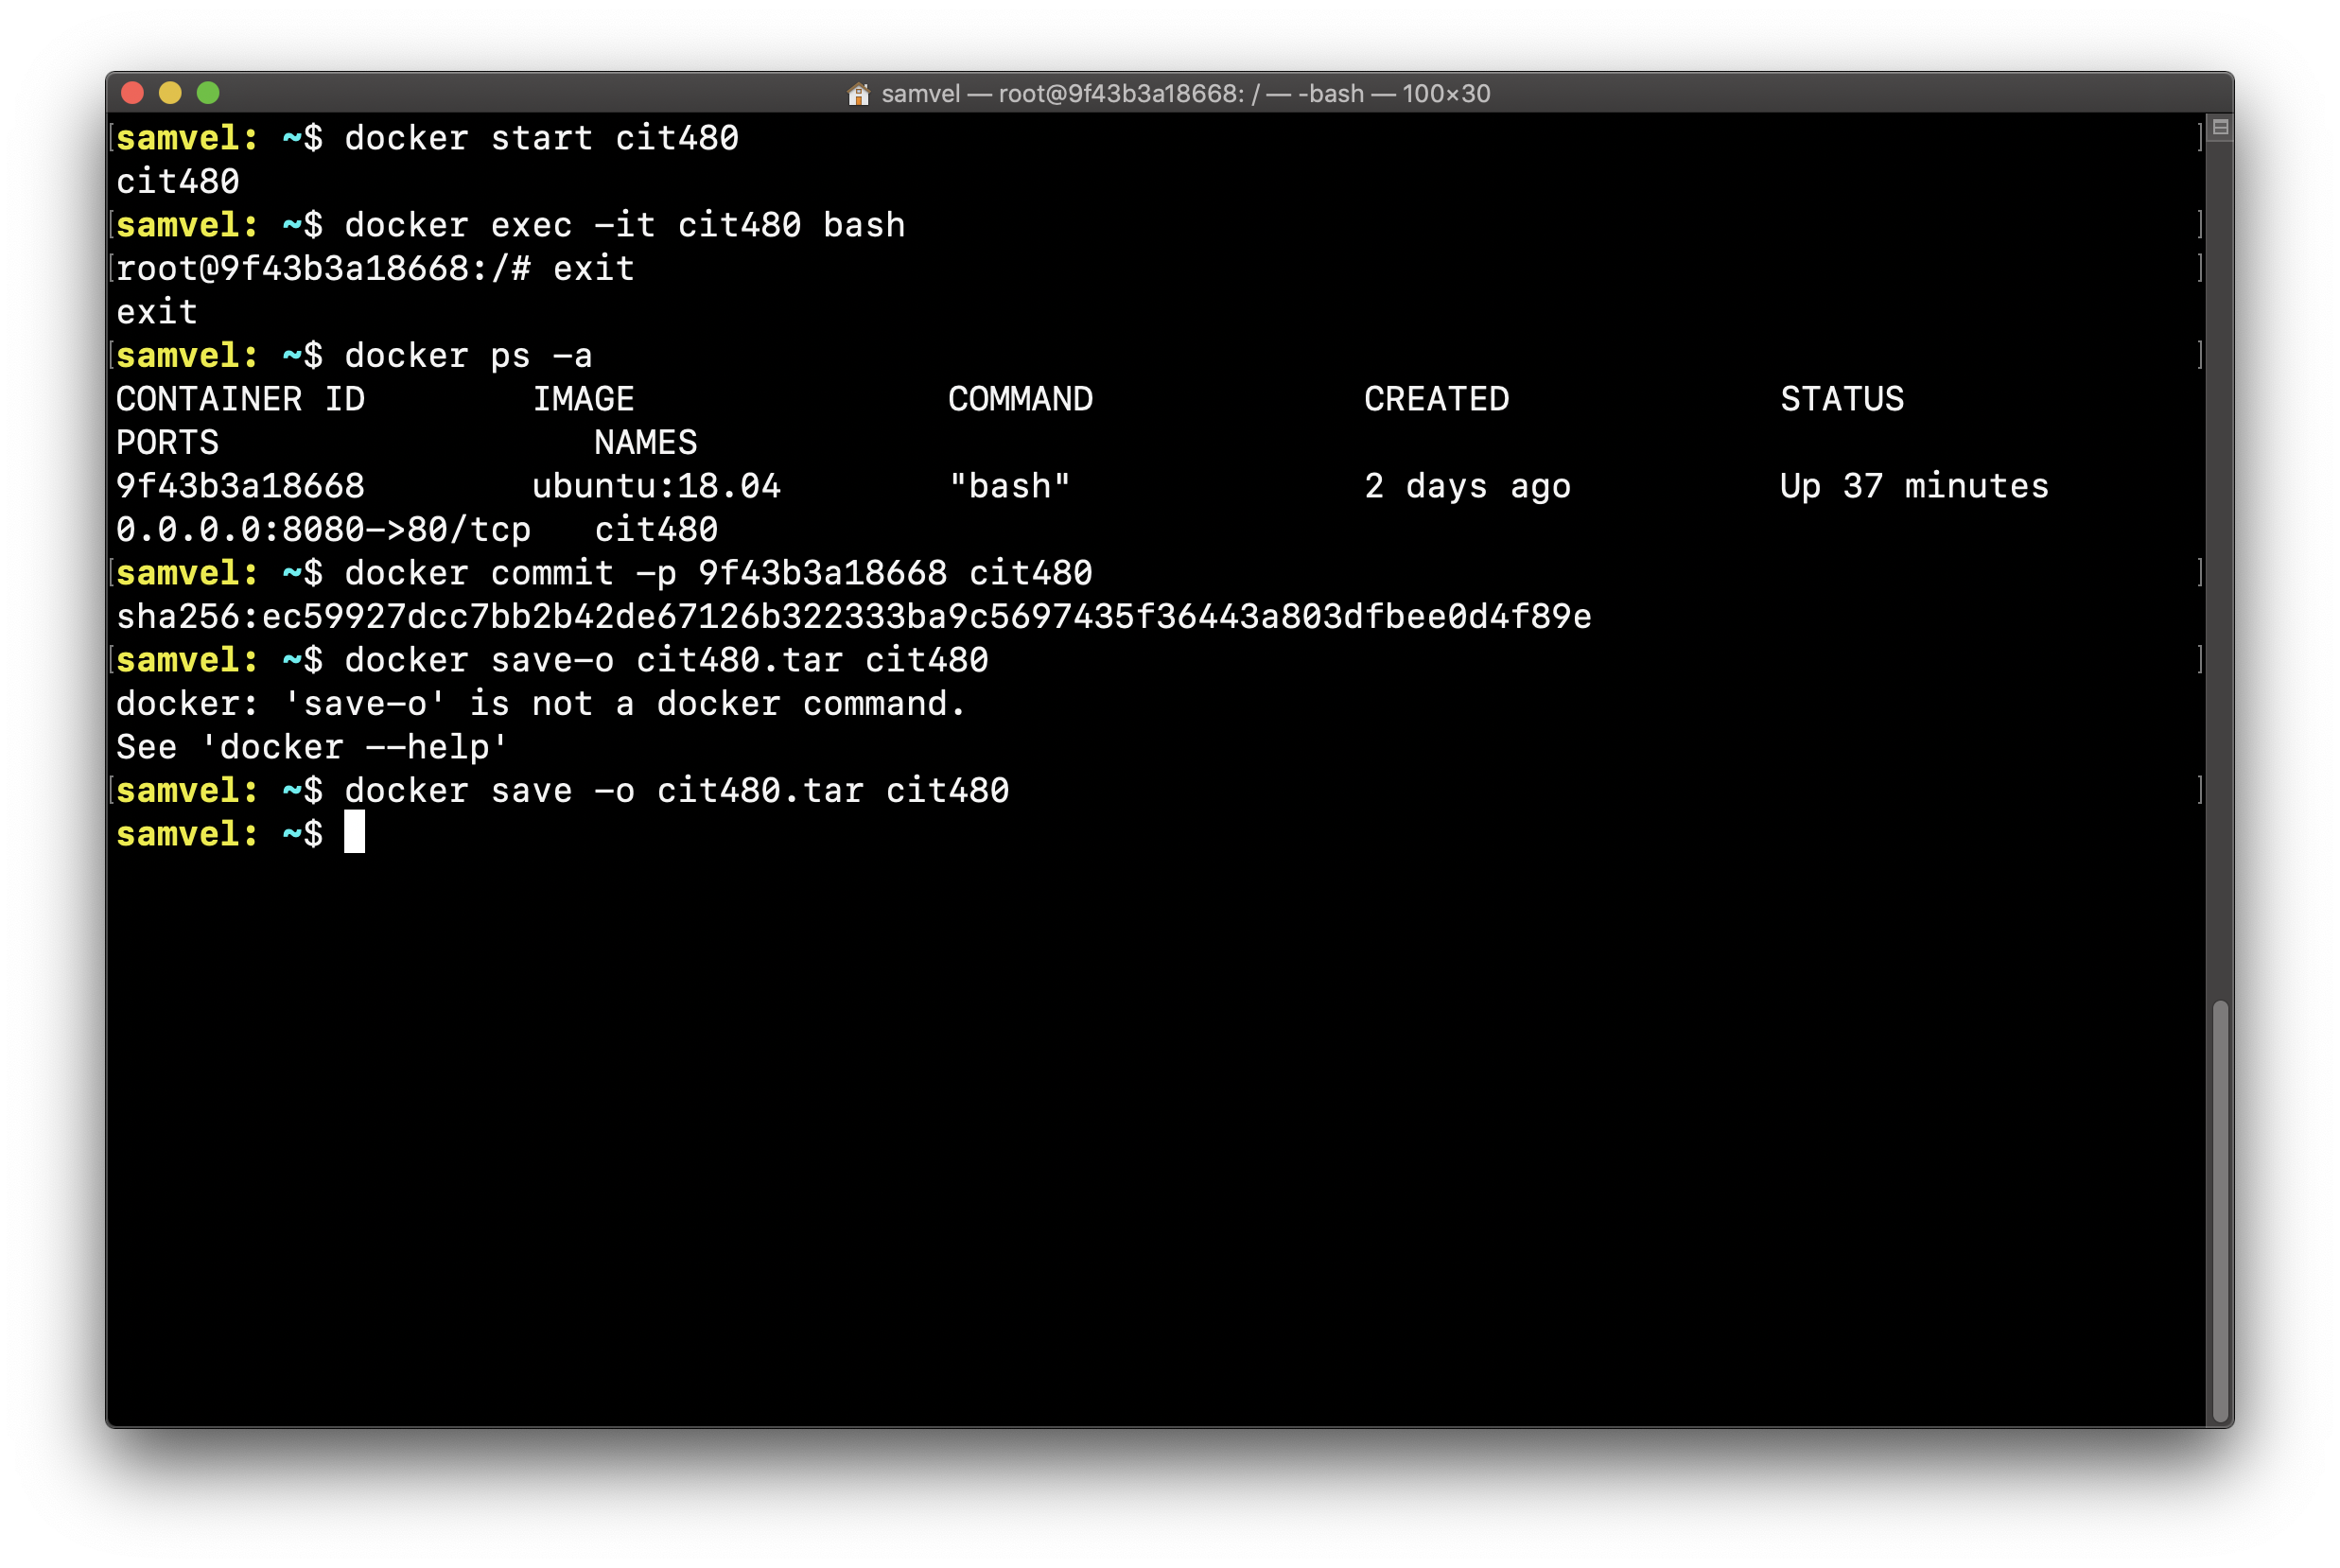 samvel — root@9f43b3a18668: / — -bash — 100×30
samvel: ~$ docker start cit480
cit480
samvel: ~$ docker exec -it cit480 bash
root@9f43b3a18668:/# exit
exit
samvel: ~$ docker ps -a
CONTAINER ID        IMAGE               COMMAND             CREATED             STATUS
PORTS                  NAMES
9f43b3a18668        ubuntu:18.04        "bash"              2 days ago          Up 37 minutes
0.0.0.0:8080->80/tcp   cit480
samvel: ~$ docker commit -p 9f43b3a18668 cit480
sha256:ec59927dcc7bb2b42de67126b322333ba9c5697435f36443a803dfbee0d4f89e
samvel: ~$ docker save-o cit480.tar cit480
docker: 'save-o' is not a docker command.
See 'docker --help'
samvel: ~$ docker save -o cit480.tar cit480
samvel: ~$